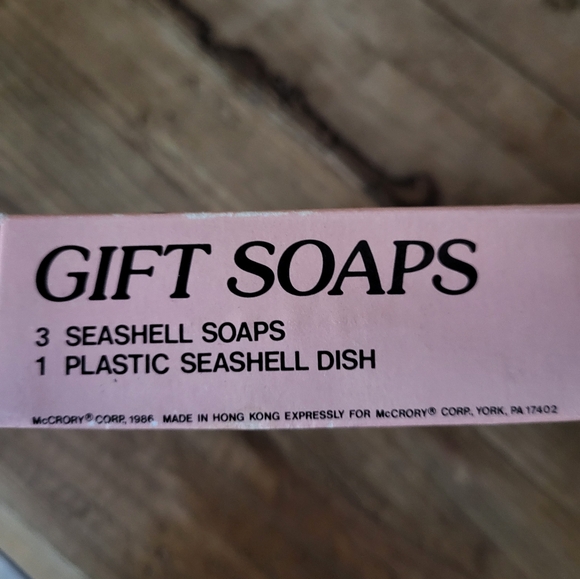 GIFT SOAPS
3 SEASHELL SOAPS
1 PLASTIC SEASHELL DISH
McCRORY® CORP, 1986 MADE IN HONG KONG EXPRESSLY FOR McCRORY® CORP., YORK, PA 17402